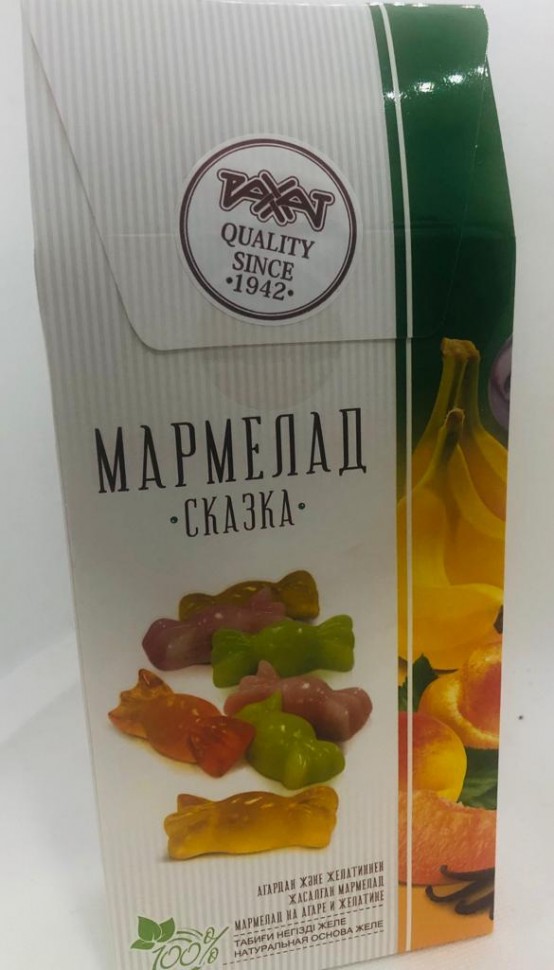 РАХАТ
QUALITY
SINCE
•1942•
МАРМЕЛАД
•СКАЗКА•
АГАРДАН ЖӘНЕ ЖЕЛАТИННЕН
ЖАСАЛҒАН МАРМЕЛАД
МАРМЕЛАД НА АГАРЕ И ЖЕЛАТИНЕ
100%
ТАБИҒИ НЕГІЗДІ ЖЕЛЕ
НАТУРАЛЬНАЯ ОСНОВА ЖЕЛЕ